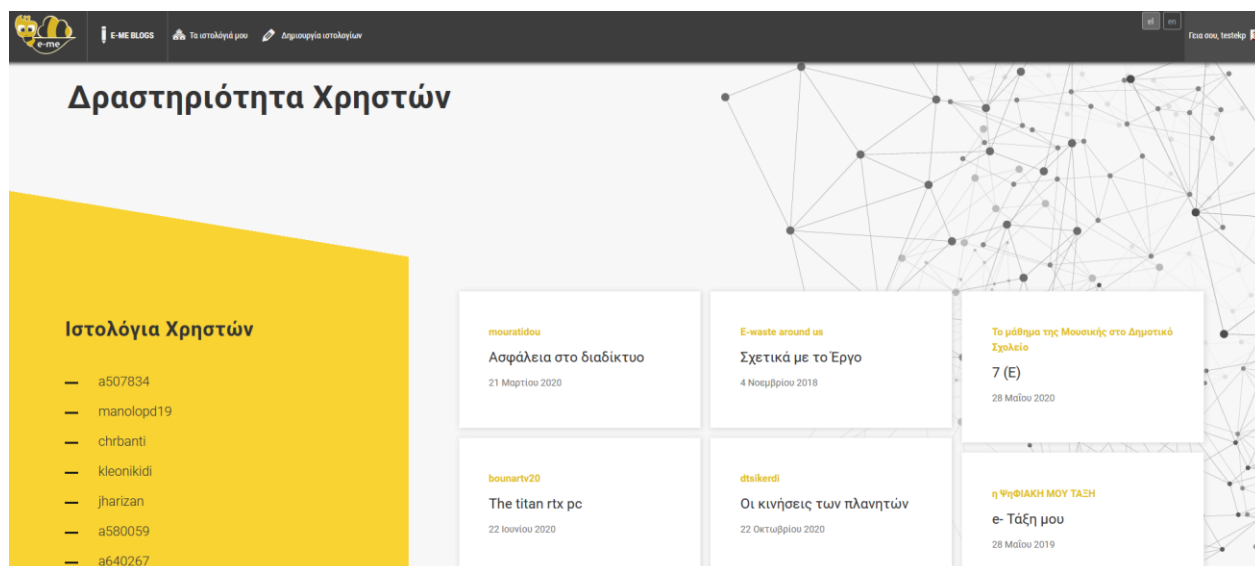 e-me
E-ME BLOGS
Τα ιστολόγιά μου
Δημιουργία ιστολογίων
el
en
Γεια σου, testekp
Δραστηριότητα Χρηστών
Ιστολόγια Χρηστών
a507834
manolopd19
chrbanti
kleonikidi
jharizan
a580059
a640267
mouratidou
Ασφάλεια στο διαδίκτυο
21 Μαρτίου 2020
E-waste around us
Σχετικά με το Έργο
4 Νοεμβρίου 2018
Το μάθημα της Μουσικής στο Δημοτικό
Σχολείο
7 (Ε)
28 Μαΐου 2020
bounartv20
The titan rtx pc
22 Ιουνίου 2020
dtsikerdi
Οι κινήσεις των πλανητών
22 Οκτωβρίου 2020
η ΨηΦΙΑΚΗ ΜΟΥ ΤΑΞΗ
e- Τάξη μου
28 Μαΐου 2019